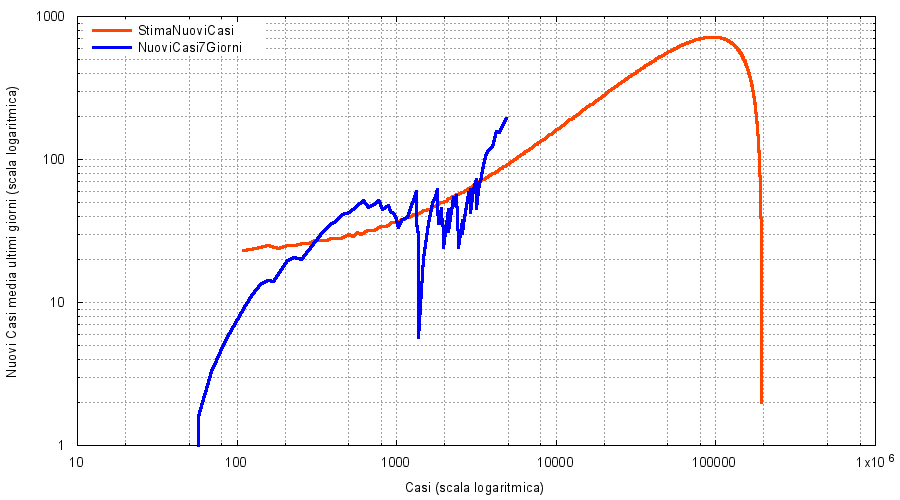 1000
StimaNuoviCasi
NuoviCasi7Giorni
100
10
1
Nuovi Casi media ultimi giorni (scala logaritmica)
10
100
1000
10000
100000
1x10 6
Casi (scala logaritmica)